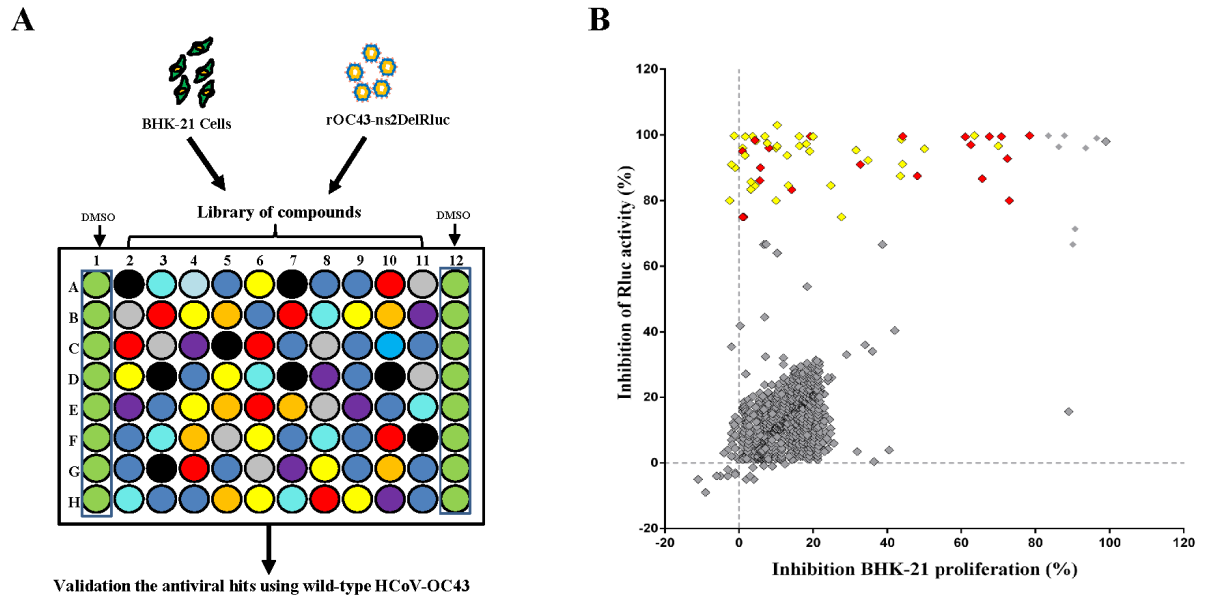 A
BHK-21 Cells
rOC43-ns2DelRluc
DMSO
Library of compounds
DMSO
1 2 3 4 5 6 7 8 9 10 11 12
A
B
C
D
E
F
G
H
Validation the antiviral hits using wild-type HCoV-OC43
B
Inhibition of Rluc activity (%)
120
100
80
60
40
20
0
-20
-20 0 20 40 60 80 100 120
Inhibition BHK-21 proliferation (%)